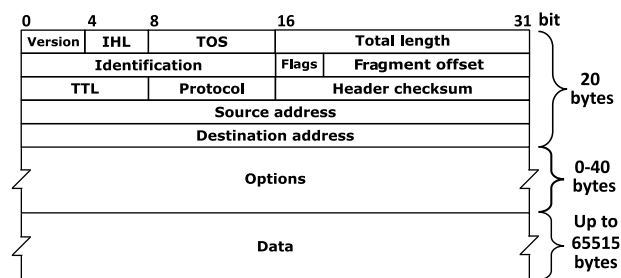 0 4 8 16 31 bit
Version IHL TOS Total length
Identification Flags Fragment offset
TTL Protocol Header checksum
Source address
Destination address
20
bytes
Options
0-40
bytes
Data
Up to
65515
bytes